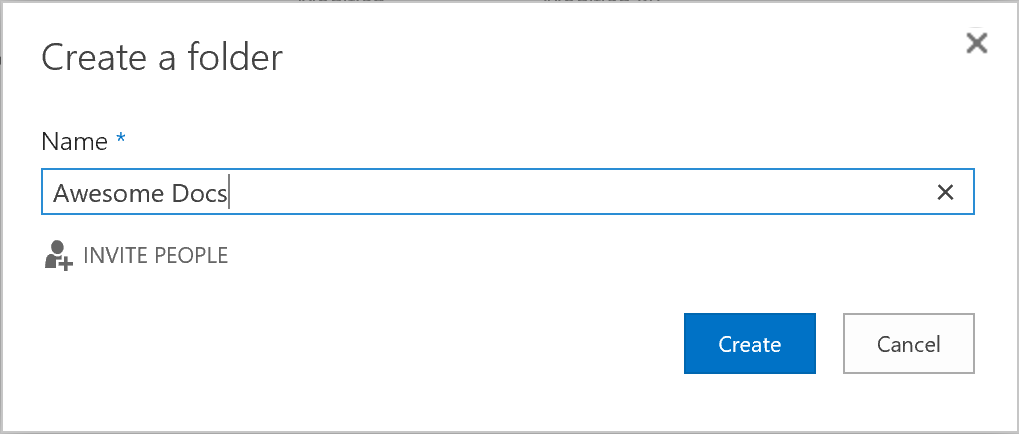 Create a folder
Name *
Awesome Docs
INVITE PEOPLE
Create
Cancel